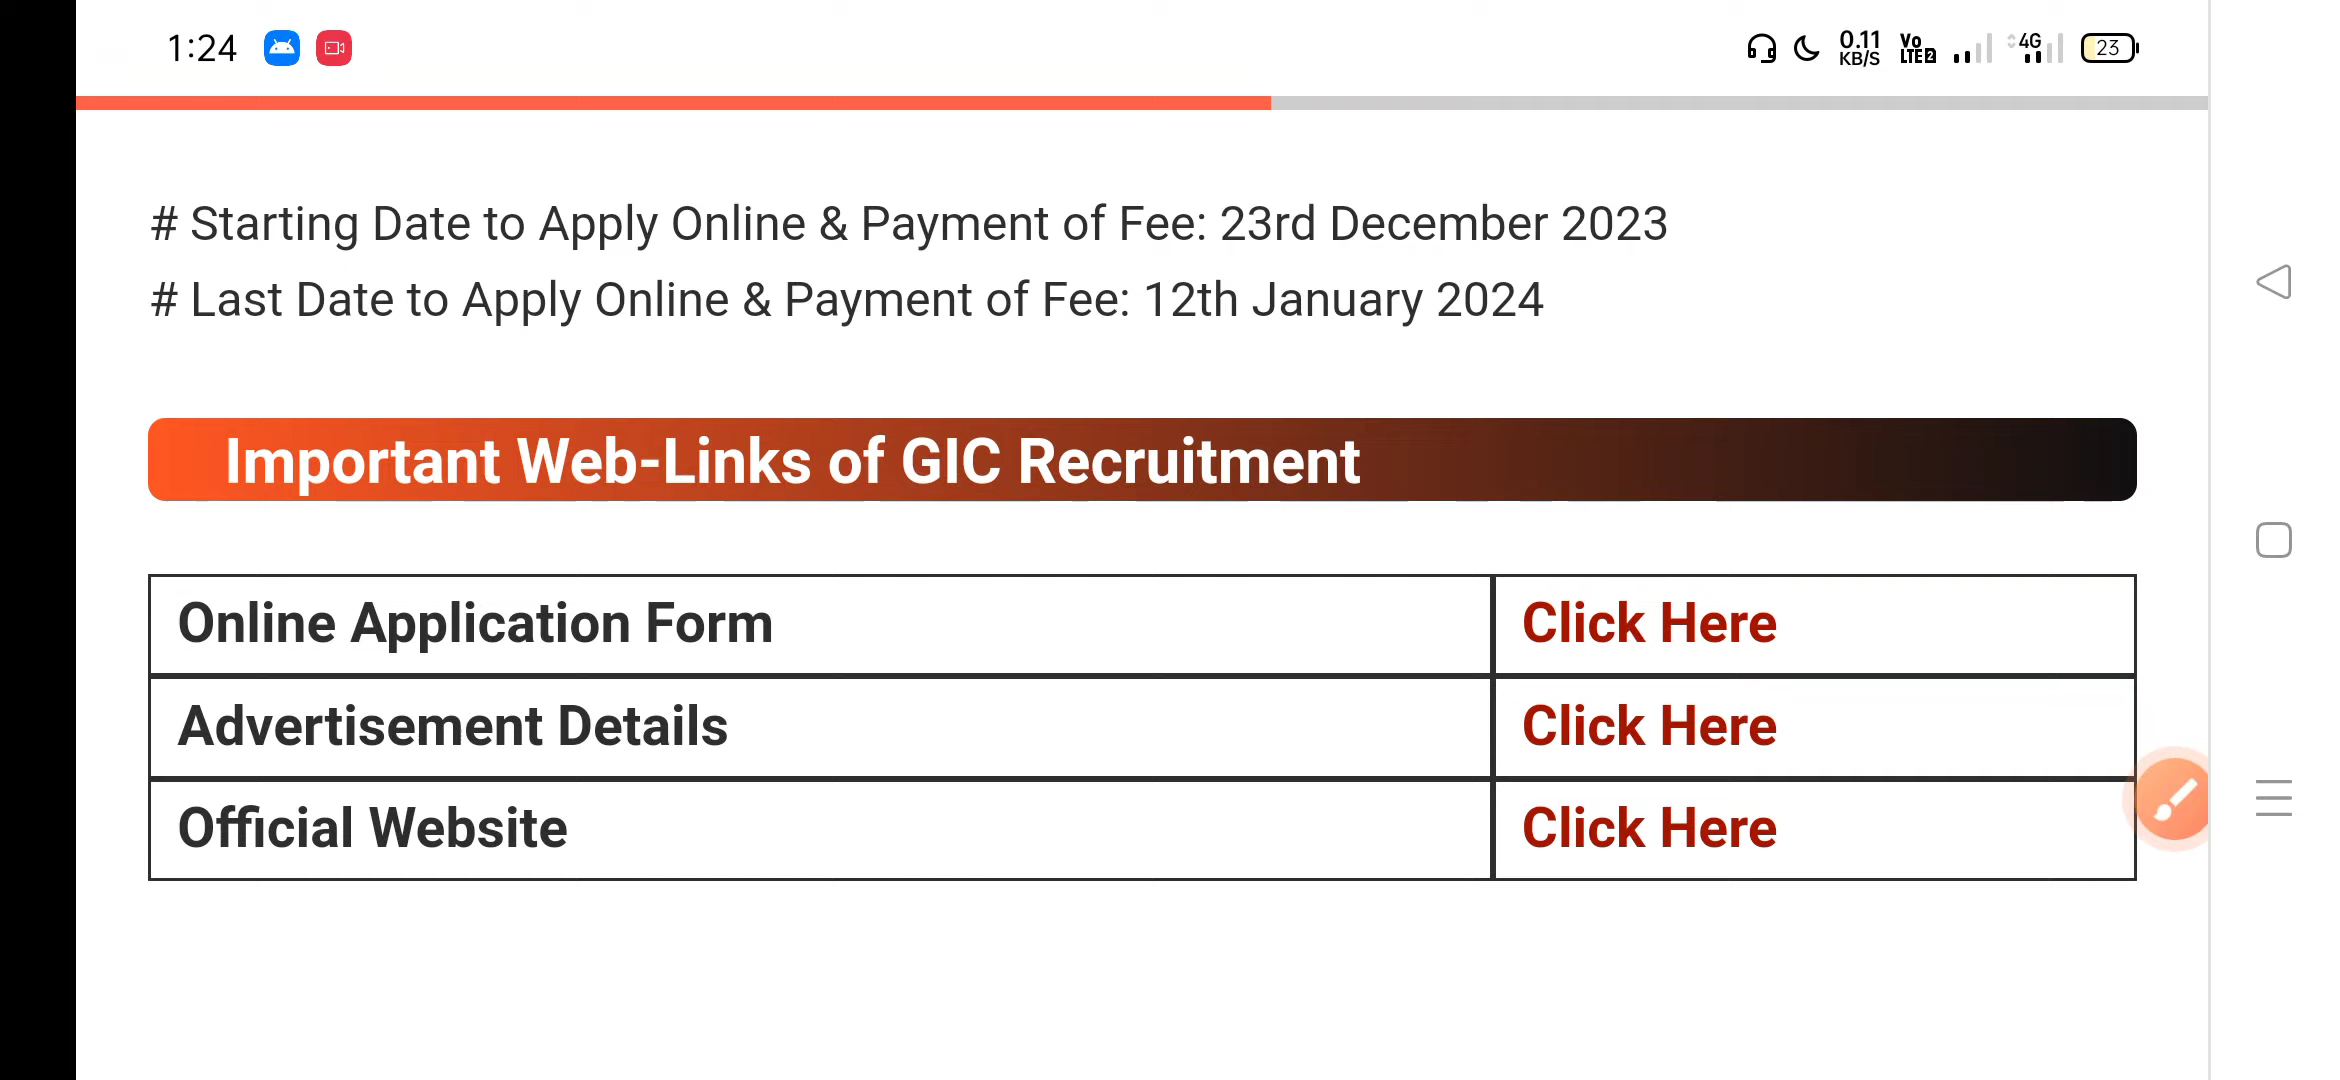 1:24
0.11
KB/S
Vo
LTE 2
4G
23
# Starting Date to Apply Online & Payment of Fee: 23rd December 2023
# Last Date to Apply Online & Payment of Fee: 12th January 2024
Important Web-Links of GIC Recruitment
Online Application Form Click Here
Advertisement Details Click Here
Official Website Click Here